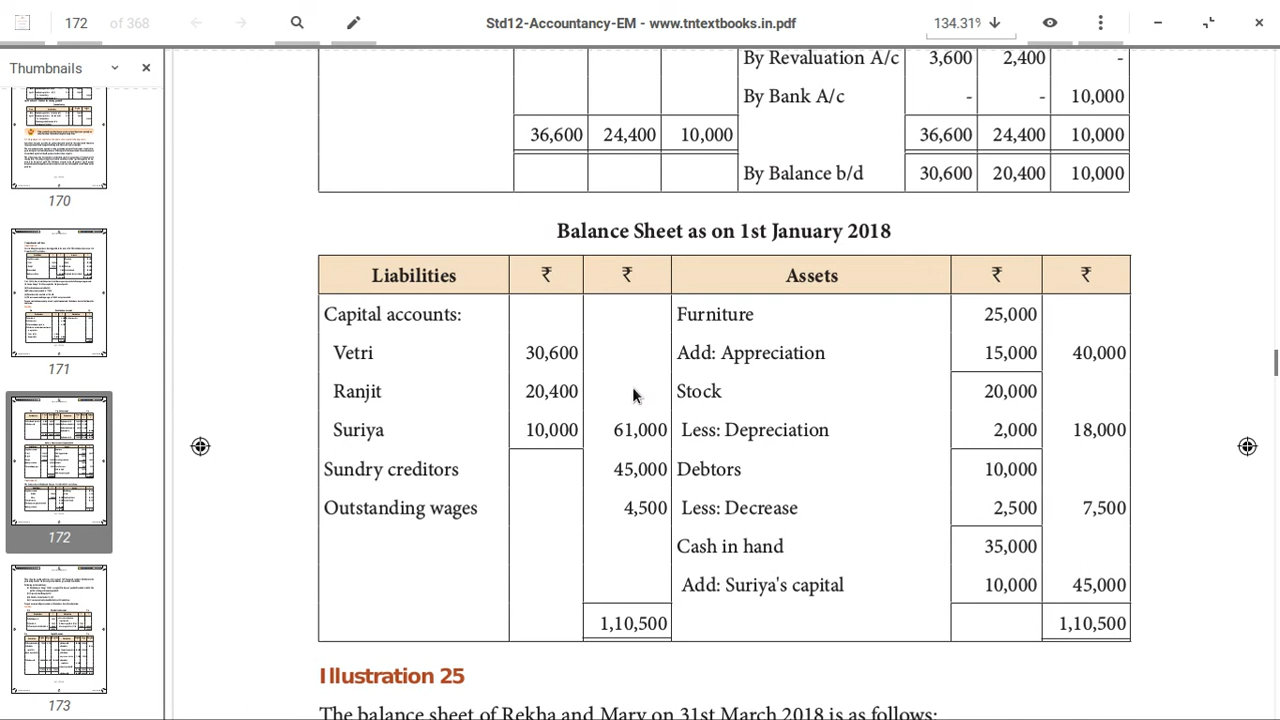 172 of 368
Std12-Accountancy-EM - www.tntextbooks.in.pdf
134.31%
Thumbnails
170
171
172
173
By Revaluation A/c 3,600 2,400 -
By Bank A/c - - 10,000
36,600 24,400 10,000 36,600 24,400 10,000
By Balance b/d 30,600 20,400 10,000
Balance Sheet as on 1st January 2018
Liabilities ₹ ₹ Assets ₹ ₹
Capital accounts: Furniture 25,000
Vetri 30,600 Add: Appreciation 15,000 40,000
Ranjit 20,400 Stock 20,000
Suriya 10,000 61,000 Less: Depreciation 2,000 18,000
Sundry creditors 45,000 Debtors 10,000
Outstanding wages 4,500 Less: Decrease 2,500 7,500
Cash in hand 35,000
Add: Suriya's capital 10,000 45,000
1,10,500 1,10,500
Illustration 25
The balance sheet of Rekha and Mary on 31st March 2018 is as follows: